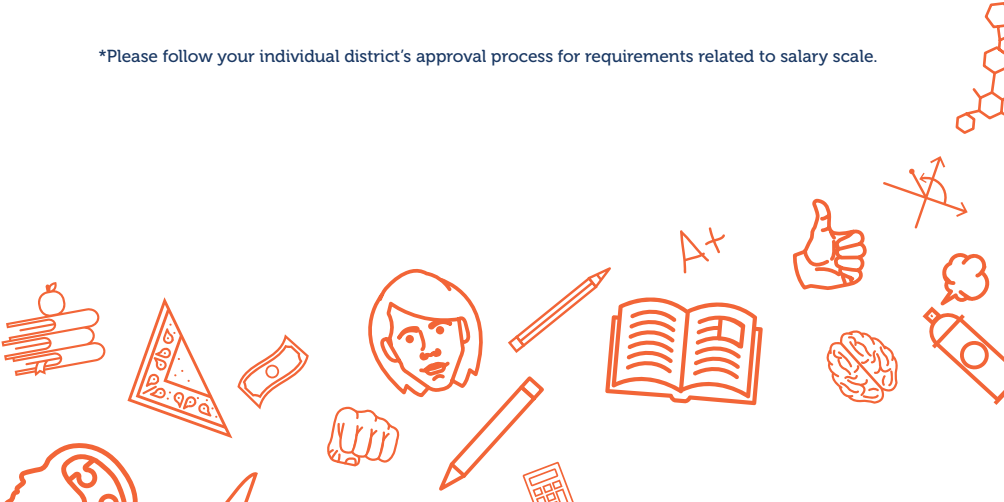 *Please follow your individual district’s approval process for requirements related to salary scale.
A+